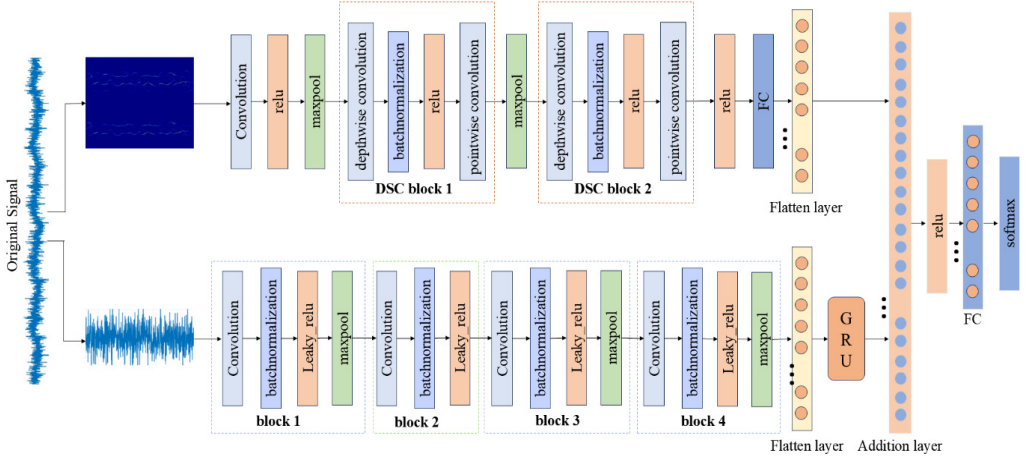 Original Signal
Convolution
relu
maxpool
depthwise convolution
batchnormalization
relu
pointwise convolution
DSC block 1
maxpool
depthwise convolution
batchnormalization
relu
pointwise convolution
DSC block 2
relu
FC
Flatten layer
Convolution
batchnormalization
Leaky_relu
maxpool
block 1
Convolution
batchnormalization
Leaky_relu
block 2
Convolution
batchnormalization
Leaky_relu
maxpool
block 3
Convolution
batchnormalization
Leaky_relu
maxpool
block 4
Flatten layer
G
R
U
Addition layer
relu
FC
softmax